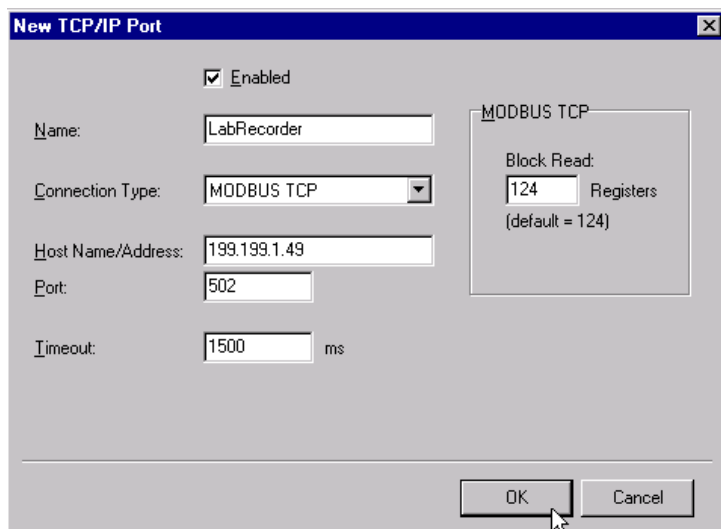 New TCP/IP Port
Enabled
Name: LabRecorder
Connection Type: MODBUS TCP
Host Name/Address: 199.199.1.49
Port: 502
Timeout: 1500 ms
MODBUS TCP
Block Read:
124 Registers
(default = 124)
OK Cancel